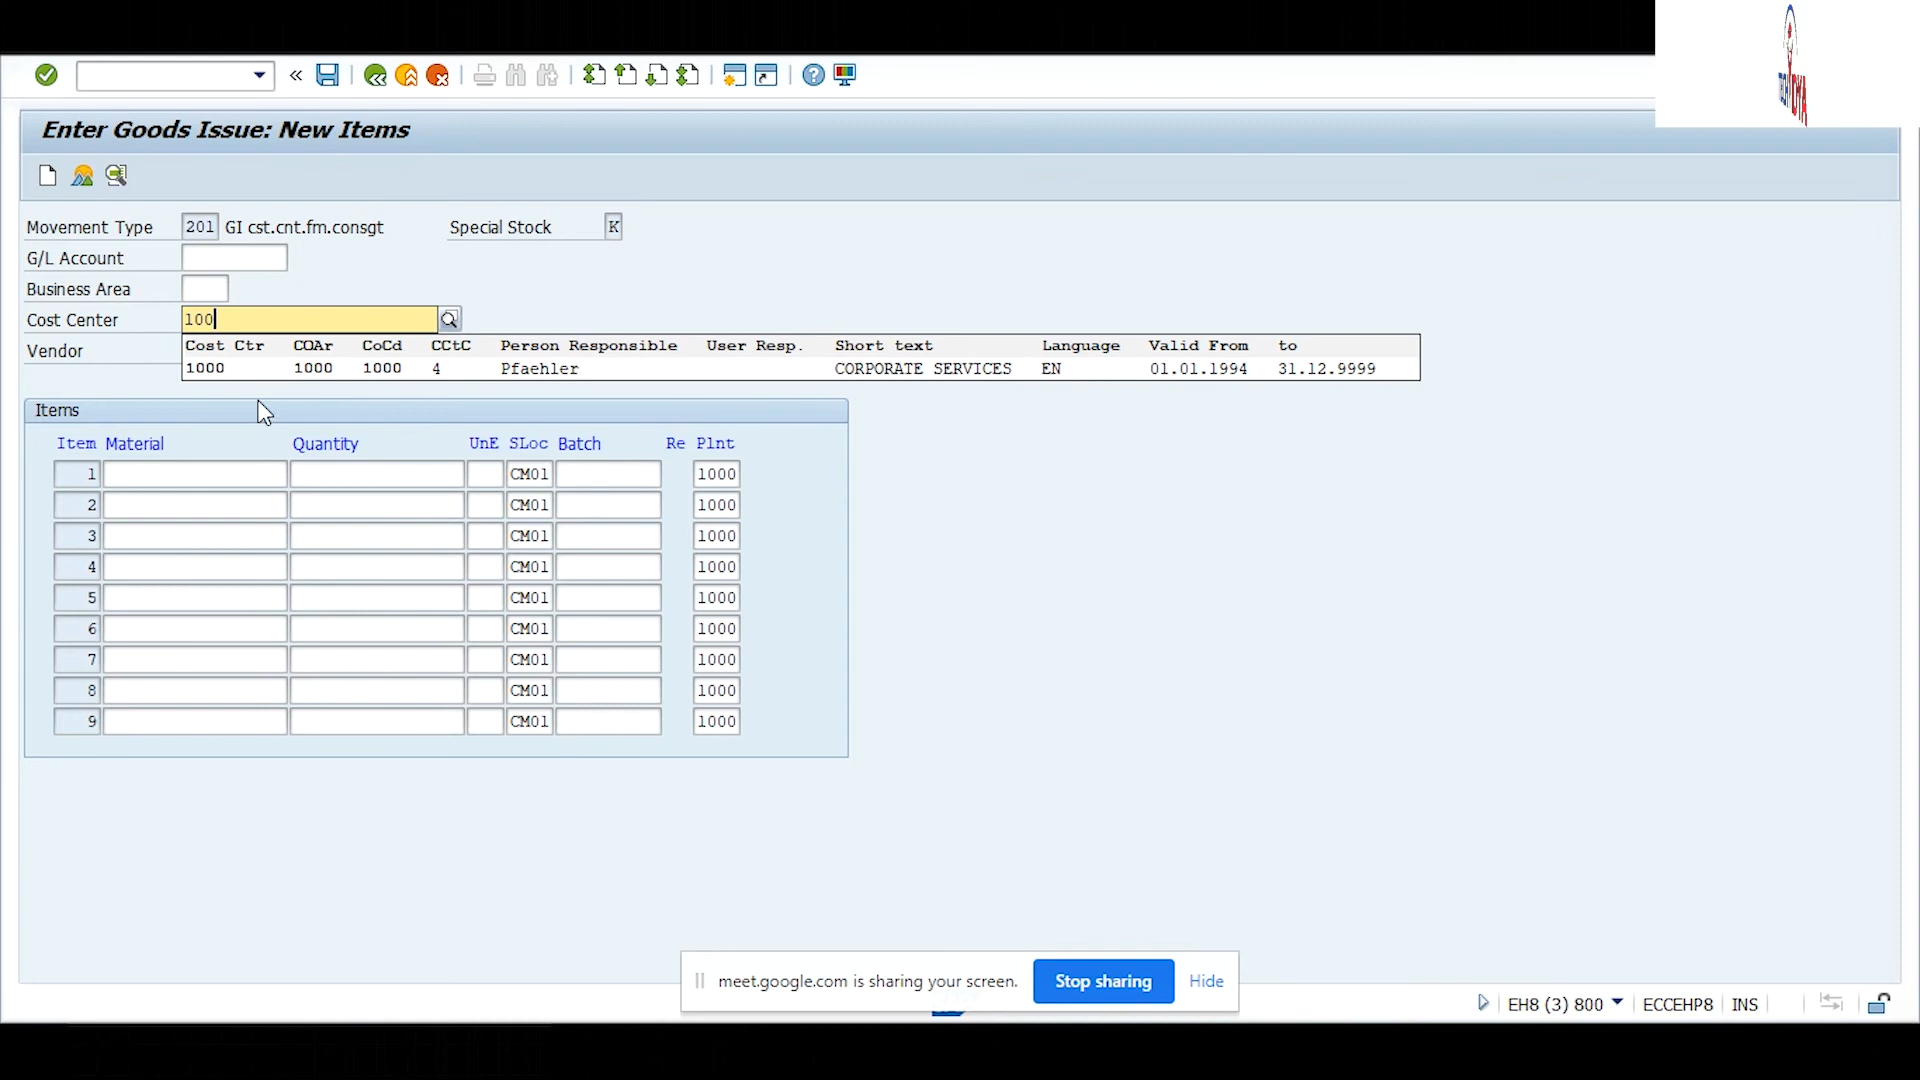 TECHVIDYA
Enter Goods Issue: New Items
Movement Type 201 GI cst.cnt.fm.consgt Special Stock K
G/L Account
Business Area
Cost Center 100
Vendor
Cost Ctr COAr CoCd CCtC Person Responsible User Resp. Short text Language Valid From to
1000 1000 1000 4 Pfaehler CORPORATE SERVICES EN 01.01.1994 31.12.9999
Items
Item Material Quantity UnE SLoc Batch Re Plnt
1 CM01 1000
2 CM01 1000
3 CM01 1000
4 CM01 1000
5 CM01 1000
6 CM01 1000
7 CM01 1000
8 CM01 1000
9 CM01 1000
meet.google.com is sharing your screen. Stop sharing Hide
EH8 (3) 800 ECCEHP8 INS